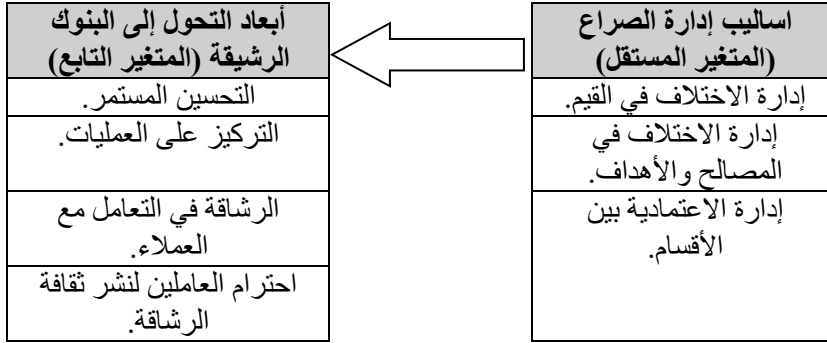 اساليب إدارة الصراع
(المتغير المستقل)
إدارة الاختلاف في القيم.
إدارة الاختلاف في
المصالح والأهداف.
إدارة الاعتمادية بين
الأقسام.
أبعاد التحول إلى البنوك
الرشيقة (المتغير التابع)
التحسين المستمر.
التركيز على العمليات.
الرشاقة في التعامل مع
العملاء.
احترام العاملين لنشر ثقافة
الرشاقة.